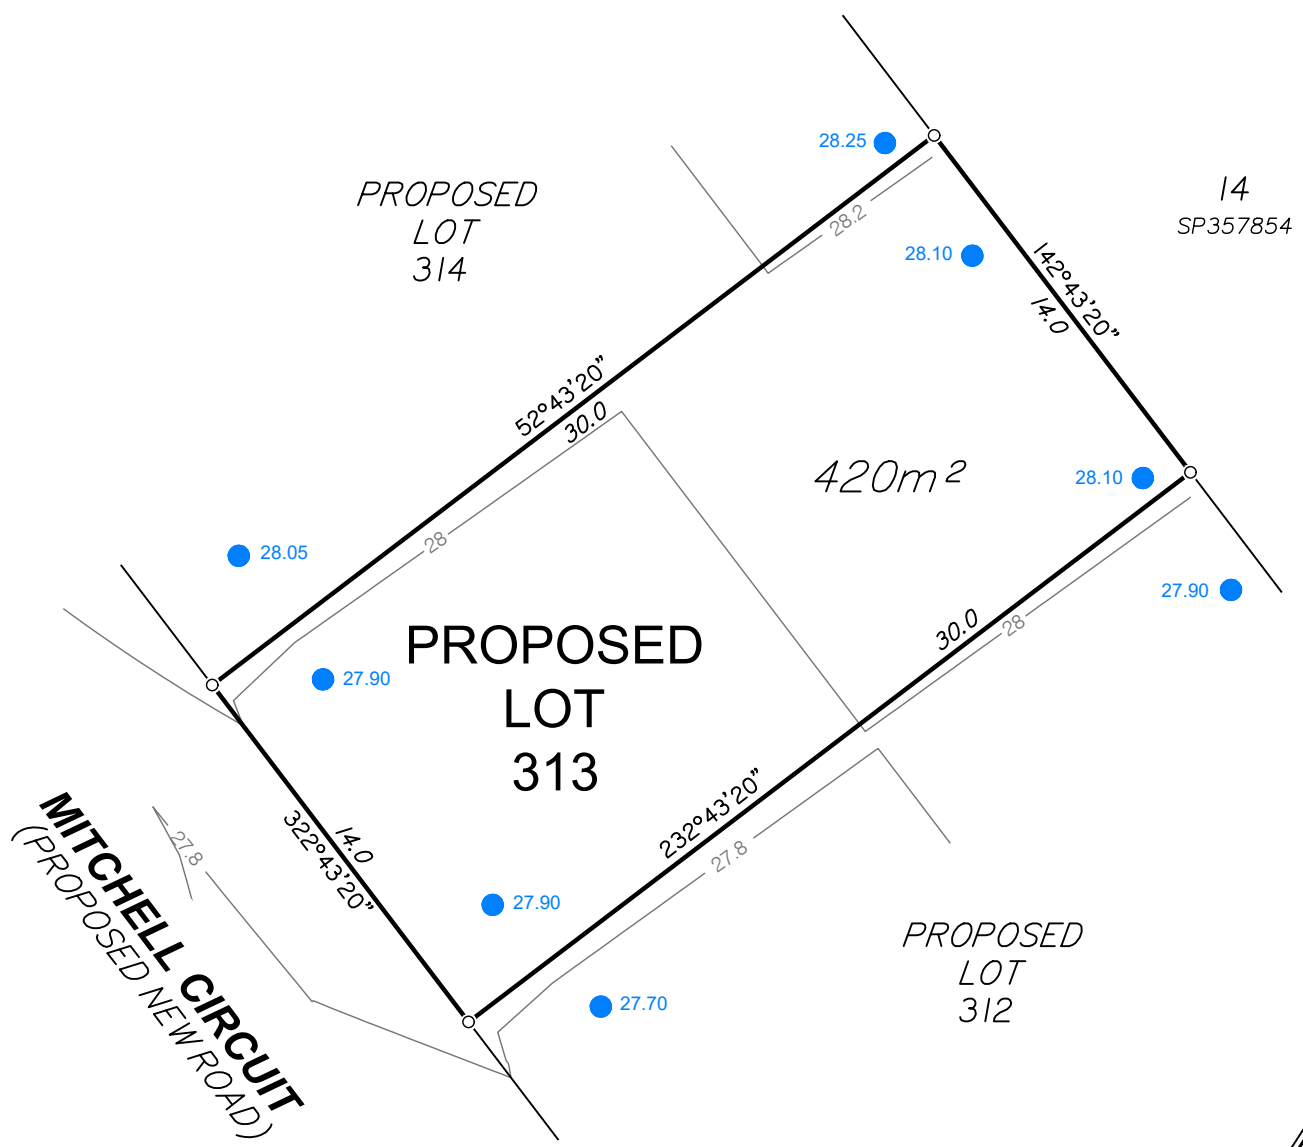 28.25
14
SP357854
PROPOSED
LOT
314
28.2
28.10
142°43'20"
14.0
52°43'20"
30.0
420m²
28.10
28
28.05
27.90
30.0
28
PROPOSED
LOT
313
27.90
232°43'20"
27.8
14.0
322°43'20"
27.8
MITCHELL CIRCUIT
(PROPOSED NEW ROAD)
27.90
27.70
PROPOSED
LOT
312